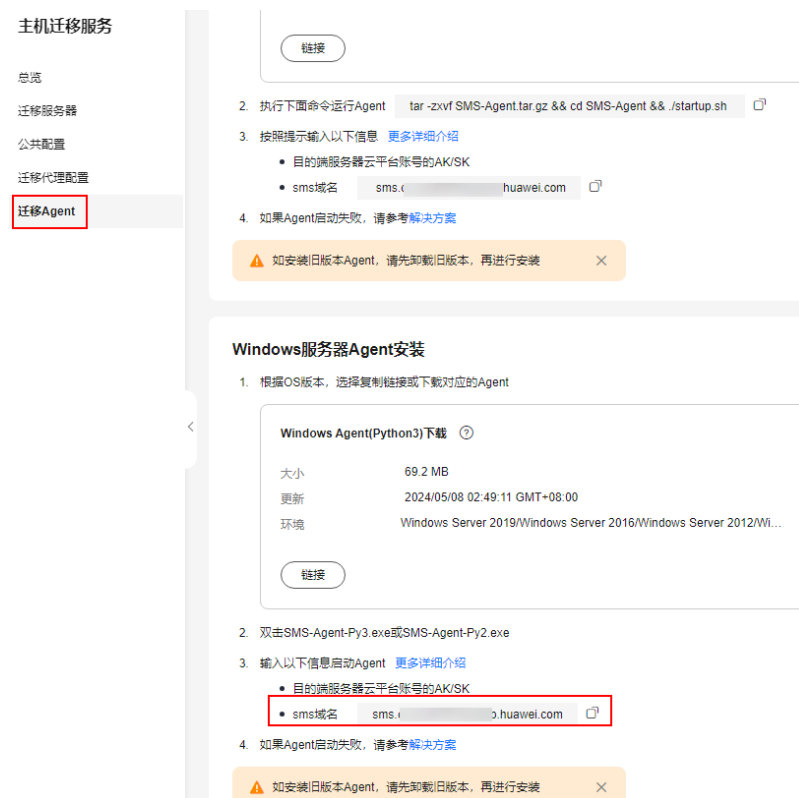 主机迁移服务
总览
迁移服务器
公共配置
迁移代理配置
迁移Agent
链接
2. 执行下面命令运行Agent tar -zxvf SMS-Agent.tar.gz && cd SMS-Agent && ./startup.sh
3. 按照提示输入以下信息 更多详细介绍
• 目的端服务器云平台账号的AK/SK
• sms域名 sms. huawei.com
4. 如果Agent启动失败，请参考解决方案
如安装旧版本Agent，请先卸载旧版本，再进行安装
Windows服务器Agent安装
1. 根据OS版本，选择复制链接或下载对应的Agent
Windows Agent(Python3)下载
大小 69.2 MB
更新 2024/05/08 02:49:11 GMT+08:00
环境 Windows Server 2019/Windows Server 2016/Windows Server 2012/Wi...
链接
2. 双击SMS-Agent-Py3.exe或SMS-Agent-Py2.exe
3. 输入以下信息启动Agent 更多详细介绍
• 目的端服务器云平台账号的AK/SK
• sms域名 sms. .huawei.com
4. 如果Agent启动失败，请参考解决方案
如安装旧版本Agent，请先卸载旧版本，再进行安装